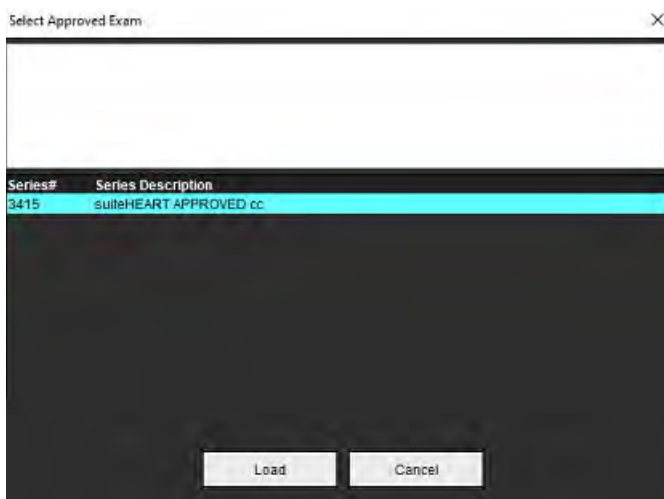 Select Approved Exam
Series# Series Description
3415 suiteHEART APPROVED cc
Load Cancel